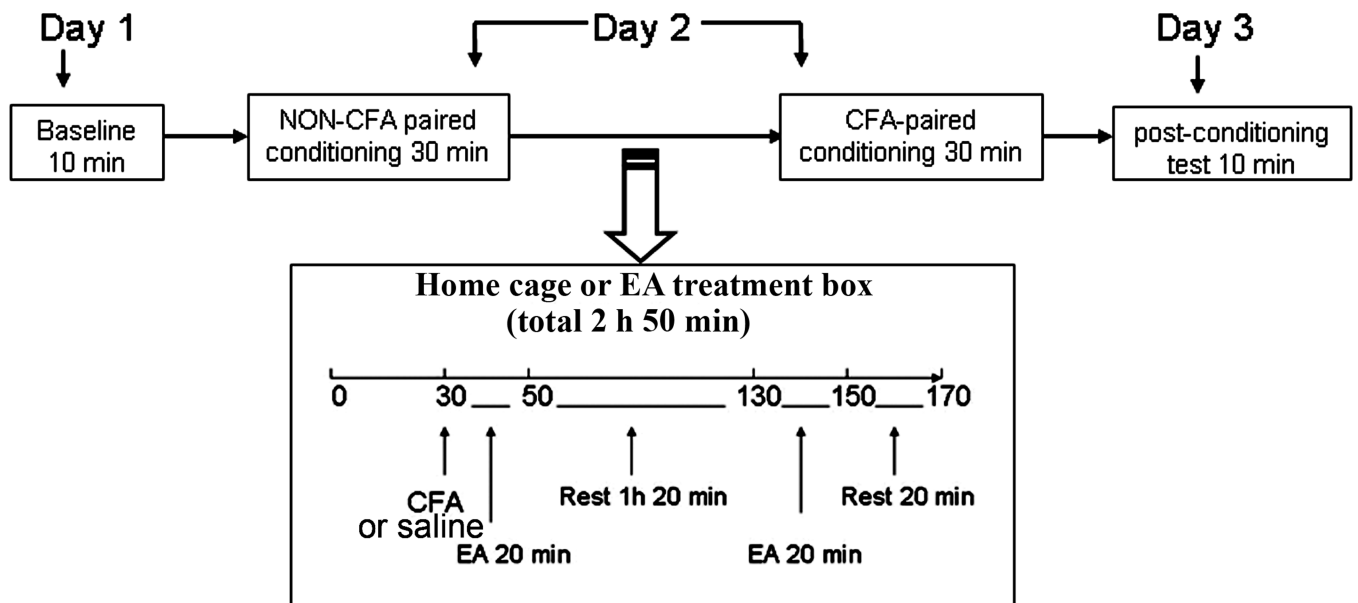 Day 1
Day 2
Day 3
Baseline
10 min
NON-CFA paired
conditioning 30 min
CFA-paired
conditioning 30 min
post-conditioning
test 10 min
Home cage or EA treatment box
(total 2 h 50 min)
0 30 50 130 150 170
CFA
or saline
EA 20 min
Rest 1h 20 min
EA 20 min
Rest 20 min